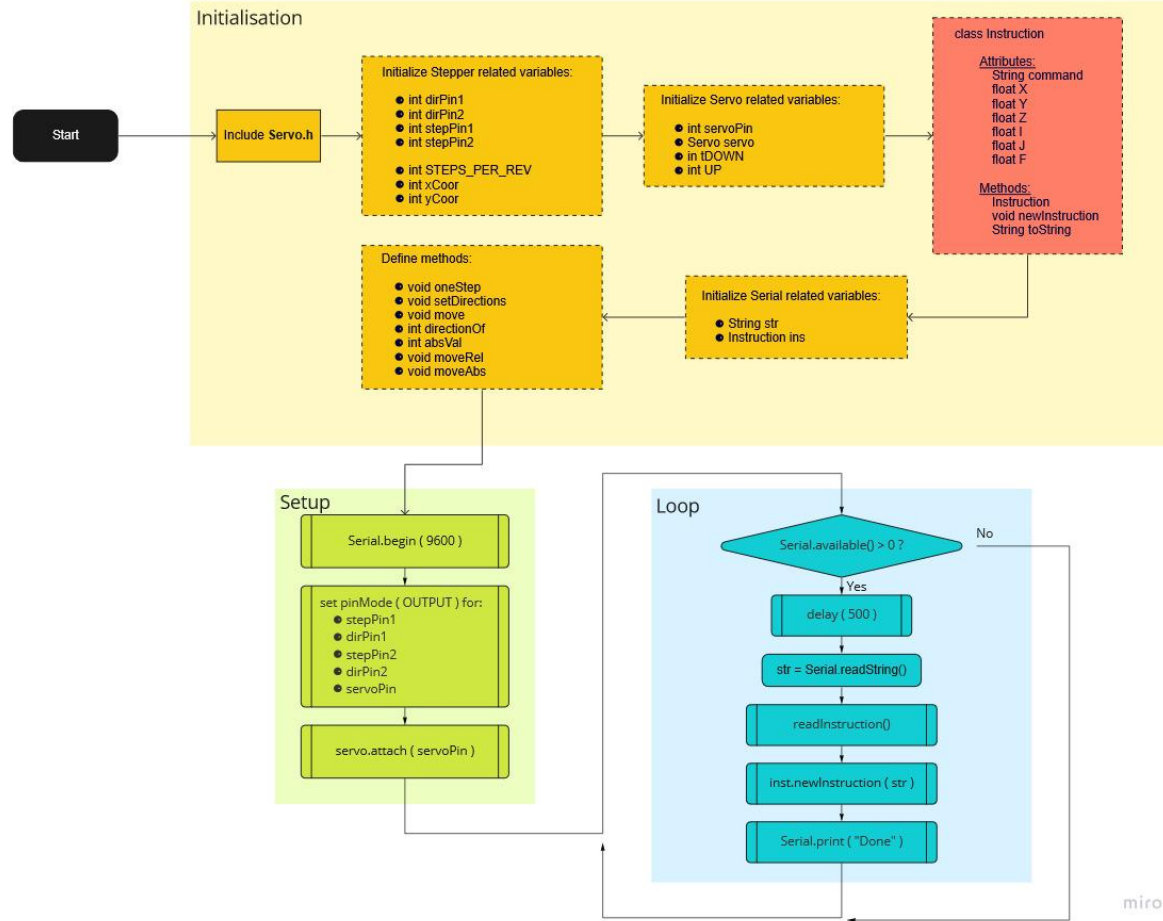 Initialisation
Start
Include Servo.h
Initialize Stepper related variables:
int dirPin1
int dirPin2
int stepPin1
int stepPin2
int STEPS_PER_REV
int xCoor
int yCoor
Initialize Servo related variables:
int servoPin
Servo servo
in tDOWN
int UP
class Instruction
Attributes:
String command
float X
float Y
float Z
float I
float J
float F
Methods:
Instruction
void newInstruction
String toString
Initialize Serial related variables:
String str
Instruction ins
Define methods:
void oneStep
void setDirections
void move
int directionOf
int absVal
void moveRel
void moveAbs
Setup
Serial.begin ( 9600 )
set pinMode ( OUTPUT ) for:
stepPin1
dirPin1
stepPin2
dirPin2
servoPin
servo.attach ( servoPin )
Loop
Serial.available() > 0 ?
No
Yes
delay ( 500 )
str = Serial.readString()
readInstruction()
inst.newInstruction ( str )
Serial.print ( "Done" )
miro